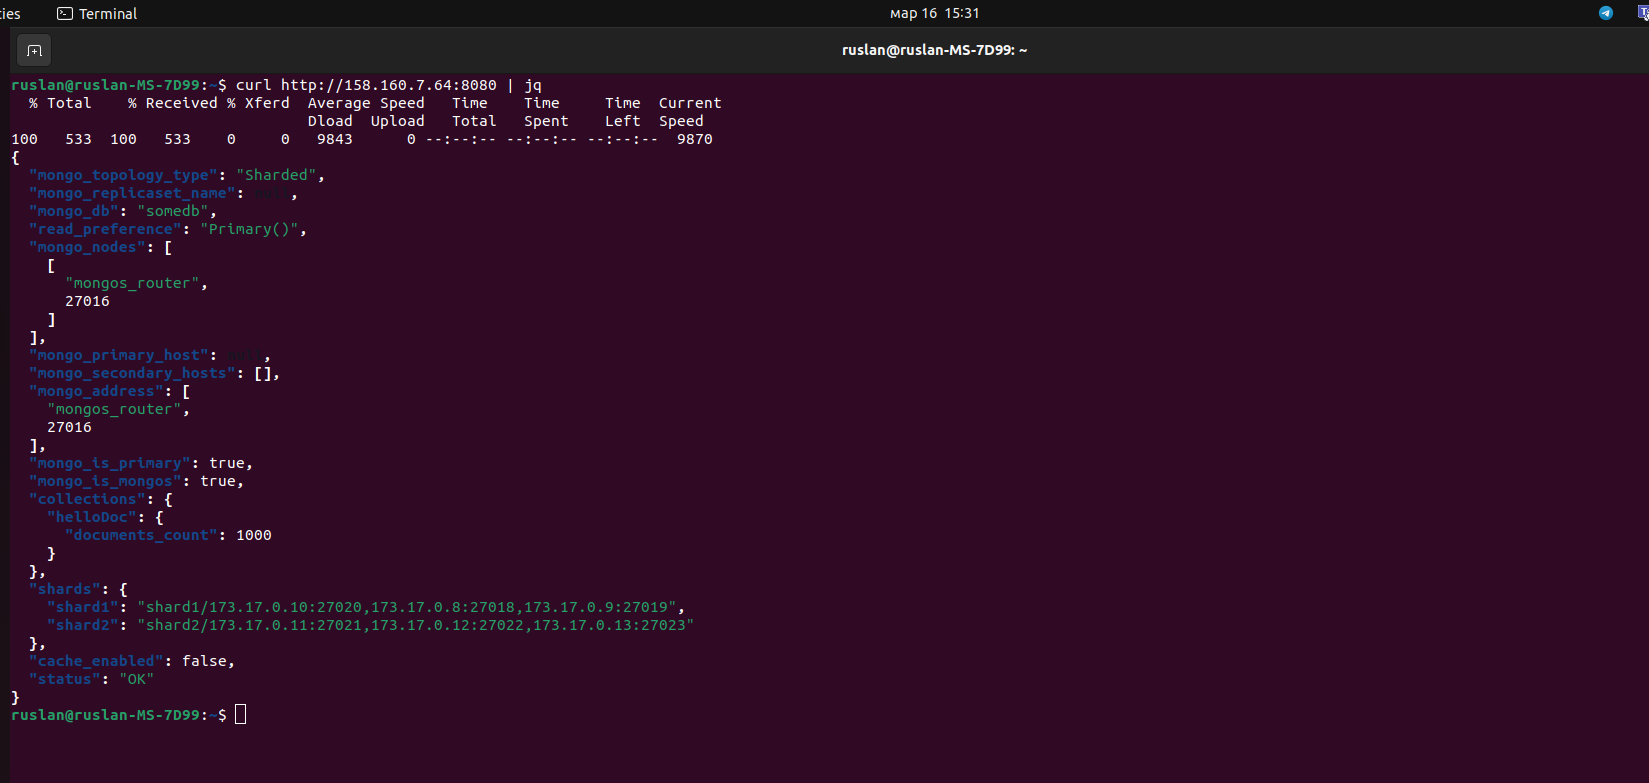 ies Terminal мар 16 15:31
ruslan@ruslan-MS-7D99: ~
ruslan@ruslan-MS-7D99:~$ curl http://158.160.7.64:8080 | jq
  % Total    % Received % Xferd  Average Speed   Time    Time     Time  Current
                                 Dload  Upload   Total   Spent    Left  Speed
100   533  100   533    0     0   9843      0 --:--:-- --:--:-- --:--:--  9870
{
  "mongo_topology_type": "Sharded",
  "mongo_replicaset_name": null,
  "mongo_db": "somedb",
  "read_preference": "Primary()",
  "mongo_nodes": [
    [
      "mongos_router",
      27016
    ]
  ],
  "mongo_primary_host": null,
  "mongo_secondary_hosts": [],
  "mongo_address": [
    "mongos_router",
    27016
  ],
  "mongo_is_primary": true,
  "mongo_is_mongos": true,
  "collections": {
    "helloDoc": {
      "documents_count": 1000
    }
  },
  "shards": {
    "shard1": "shard1/173.17.0.10:27020,173.17.0.8:27018,173.17.0.9:27019",
    "shard2": "shard2/173.17.0.11:27021,173.17.0.12:27022,173.17.0.13:27023"
  },
  "cache_enabled": false,
  "status": "OK"
}
ruslan@ruslan-MS-7D99:~$